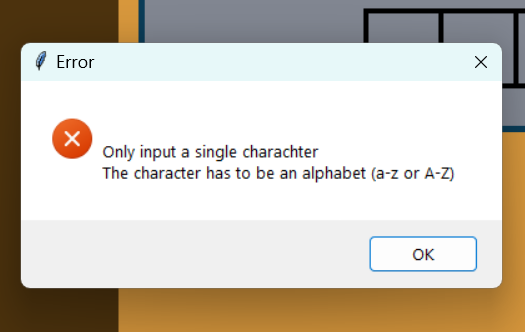 Error
Only input a single charachter
The character has to be an alphabet (a-z or A-Z)
OK